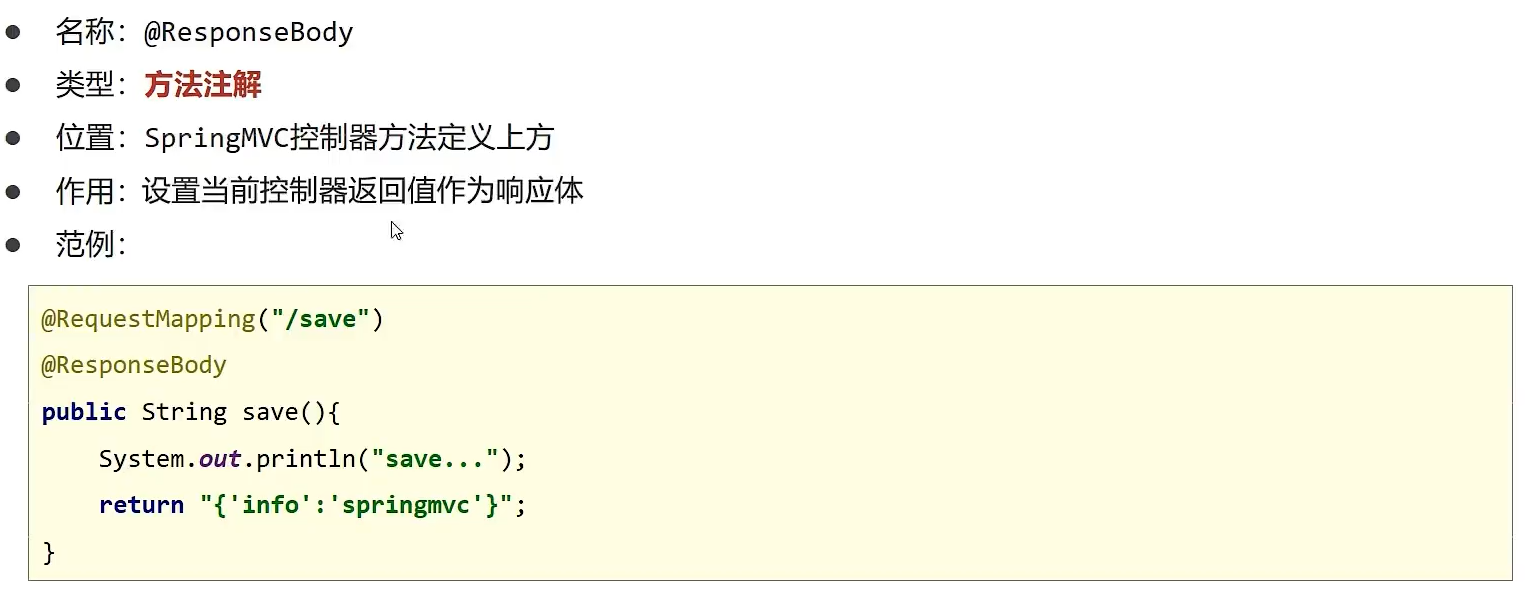 名称：@ResponseBody
类型：方法注解
位置：SpringMVC控制器方法定义上方
作用：设置当前控制器返回值作为响应体
范例：
@RequestMapping("/save")
@ResponseBody
public String save(){
    System.out.println("save...");
    return "{'info':'springmvc'}";
}